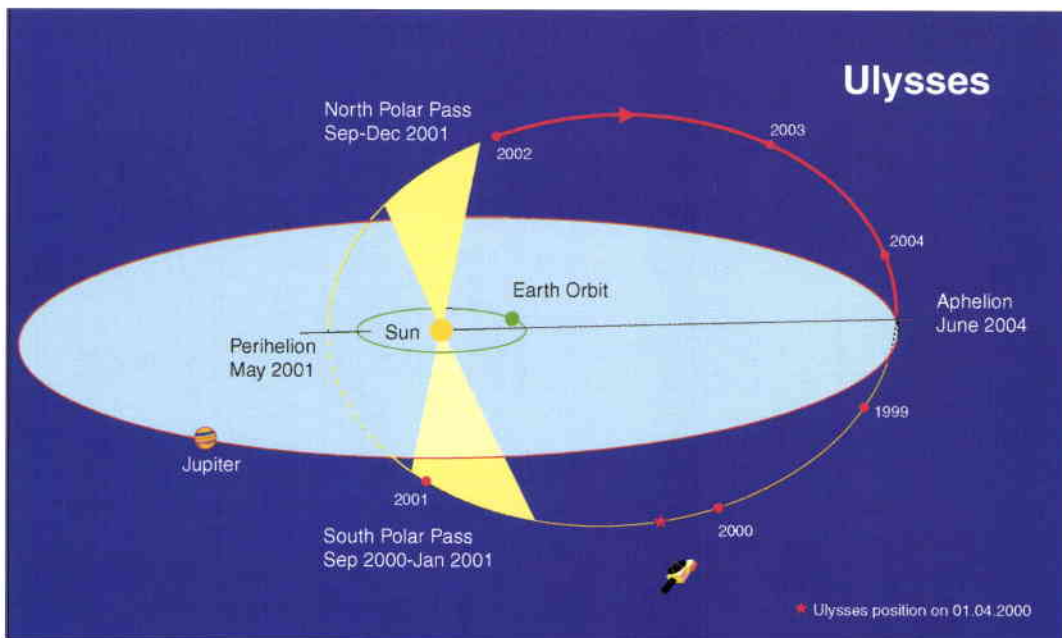 Ulysses
North Polar Pass
Sep-Dec 2001
2002
2003
2004
Earth Orbit
Aphelion
June 2004
Sun
Perihelion
May 2001
1999
Jupiter
2001
2000
South Polar Pass
Sep 2000-Jan 2001
★ Ulysses position on 01.04.2000